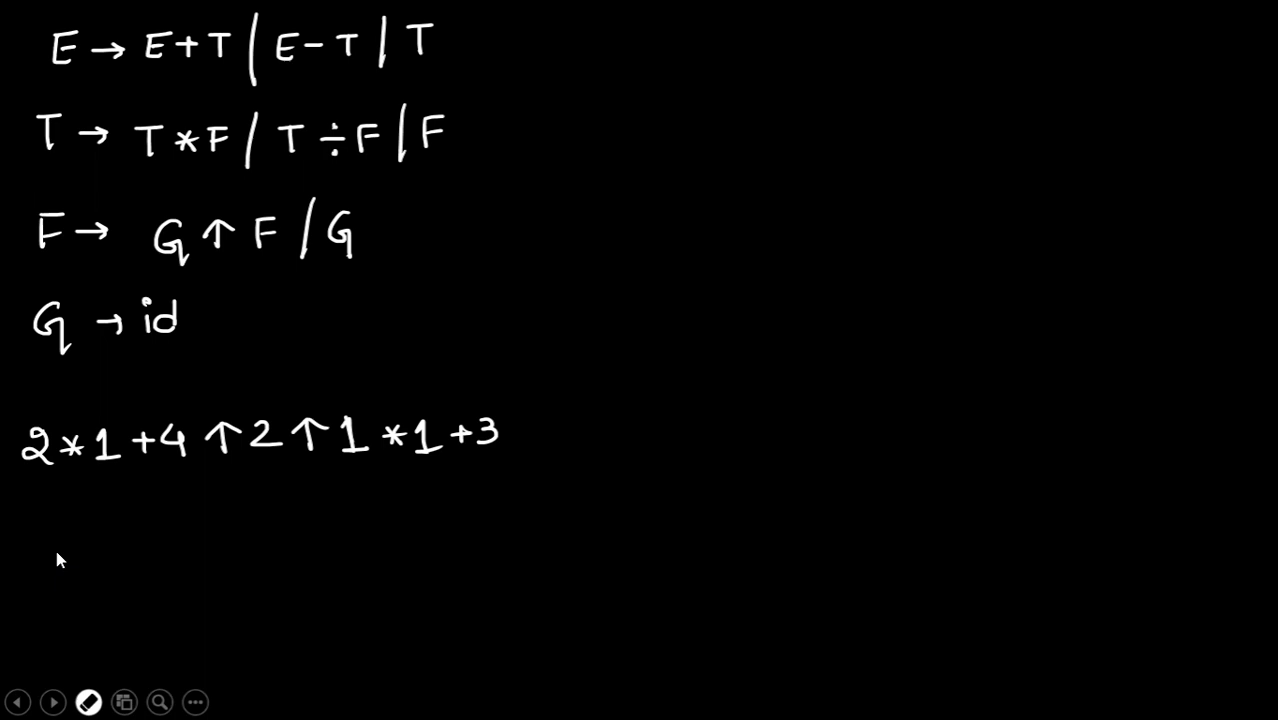 E → E + T | E - T | T
T → T * F / T ÷ F | F
F → G ↑ F / G
G → id
2 * 1 + 4 ↑ 2 ↑ 1 * 1 + 3